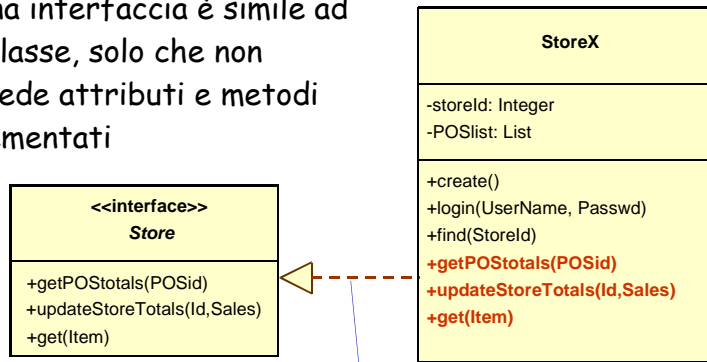 na interfaccia è simile ad
lasse, solo che non
ede attributi e metodi
ementati
<<interface>>
Store
+getPOStotals(POSid)
+updateStoreTotals(Id,Sales)
+get(Item)
StoreX
-storeId: Integer
-POSlist: List
+create()
+login(UserName, Passwd)
+find(StoreId)
+getPOStotals(POSid)
+updateStoreTotals(Id,Sales)
+get(Item)